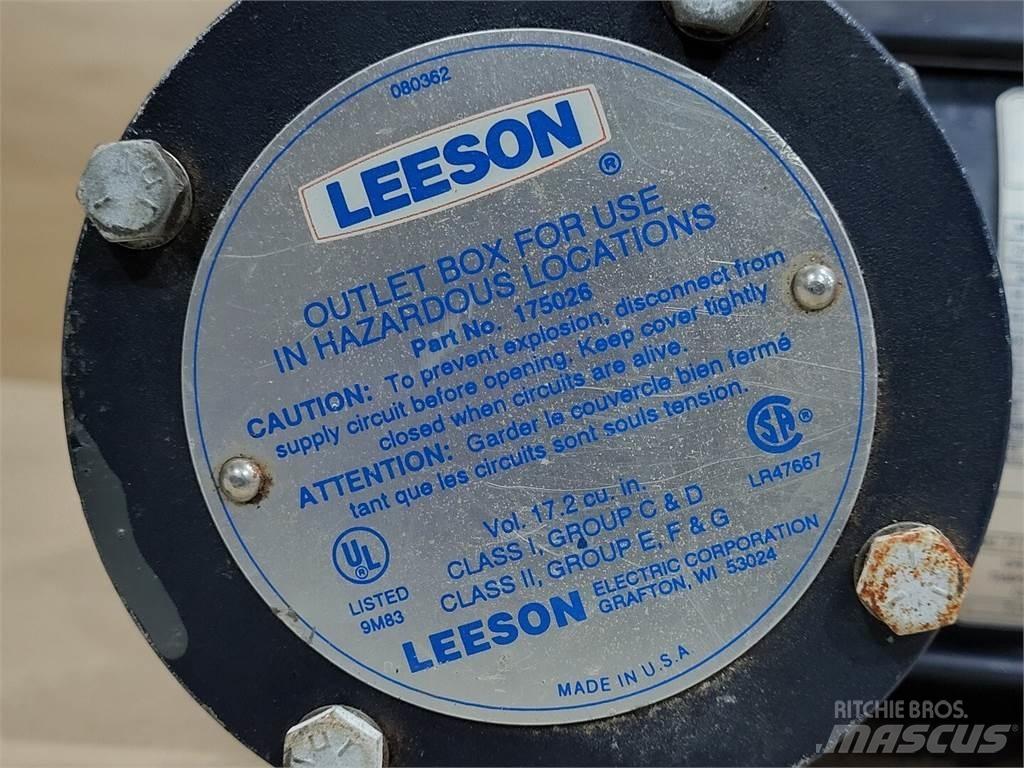 080362
LEESON
®
OUTLET BOX FOR USE
IN HAZARDOUS LOCATIONS
Part No. 175026
CAUTION: To prevent explosion, disconnect from
supply circuit before opening. Keep cover tightly
closed when circuits are alive.
ATTENTION: Garder le couvercle bien fermé
tant que les circuits sont souls tension.
Vol. 17.2 cu. in.
CLASS I, GROUP C & D
CLASS II, GROUP E, F & G
UL
®
LISTED
9M83
SA ®
LR47667
LEESON ELECTRIC CORPORATION
GRAFTON, WI 53024
MADE IN U.S.A
RITCHIE BROS.
MASCUS